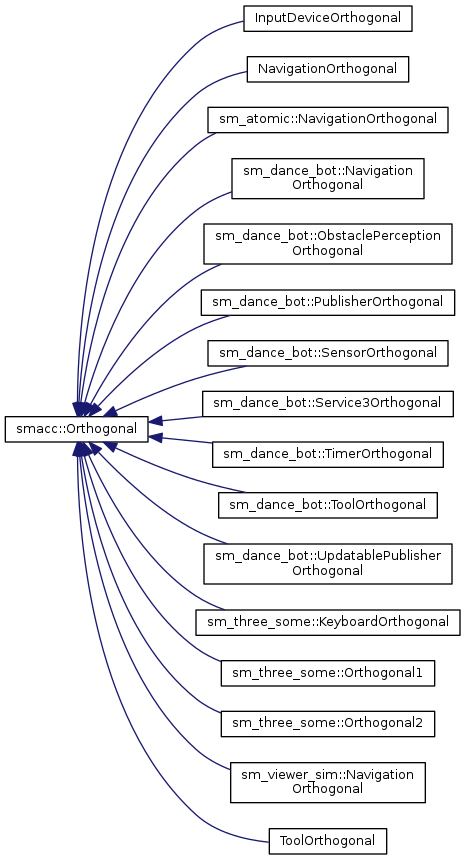 InputDeviceOrthogonal
NavigationOrthogonal
sm_atomic::NavigationOrthogonal
sm_dance_bot::Navigation
Orthogonal
sm_dance_bot::ObstaclePerception
Orthogonal
sm_dance_bot::PublisherOrthogonal
sm_dance_bot::SensorOrthogonal
sm_dance_bot::Service3Orthogonal
smacc::Orthogonal
sm_dance_bot::TimerOrthogonal
sm_dance_bot::ToolOrthogonal
sm_dance_bot::UpdatablePublisher
Orthogonal
sm_three_some::KeyboardOrthogonal
sm_three_some::Orthogonal1
sm_three_some::Orthogonal2
sm_viewer_sim::Navigation
Orthogonal
ToolOrthogonal